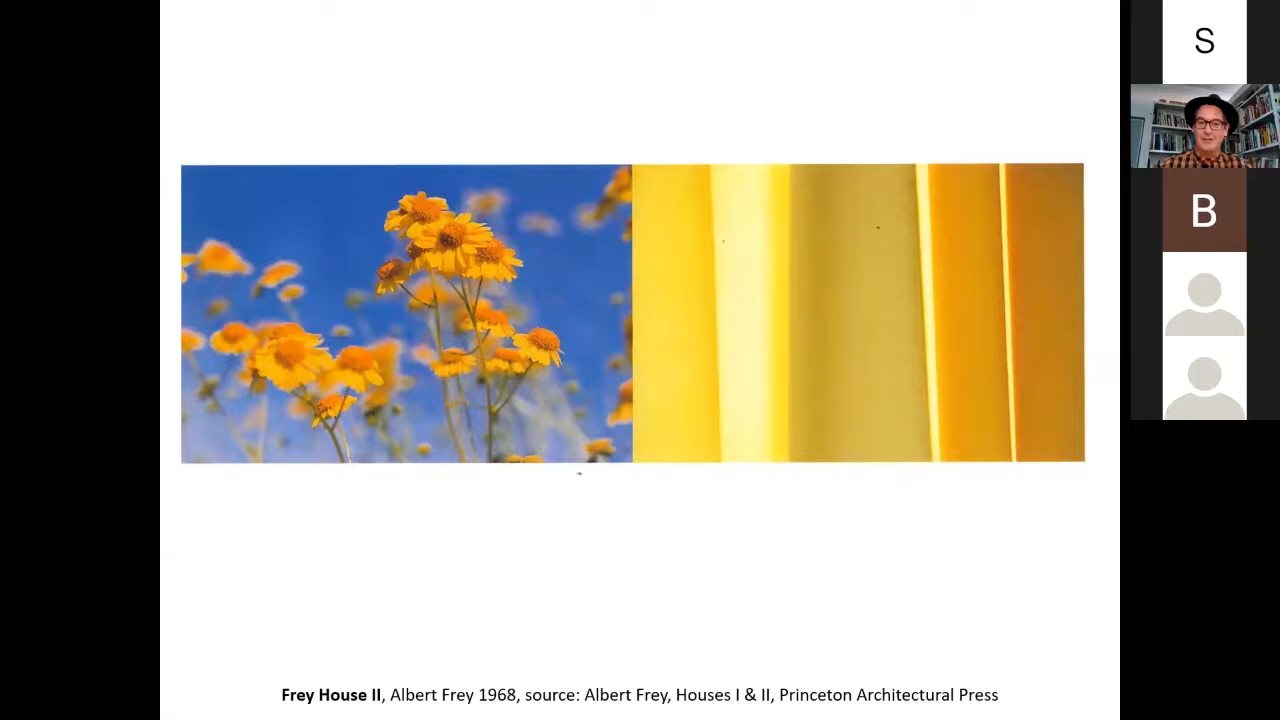 S
B
Frey House II, Albert Frey 1968, source: Albert Frey, Houses I & II, Princeton Architectural Press